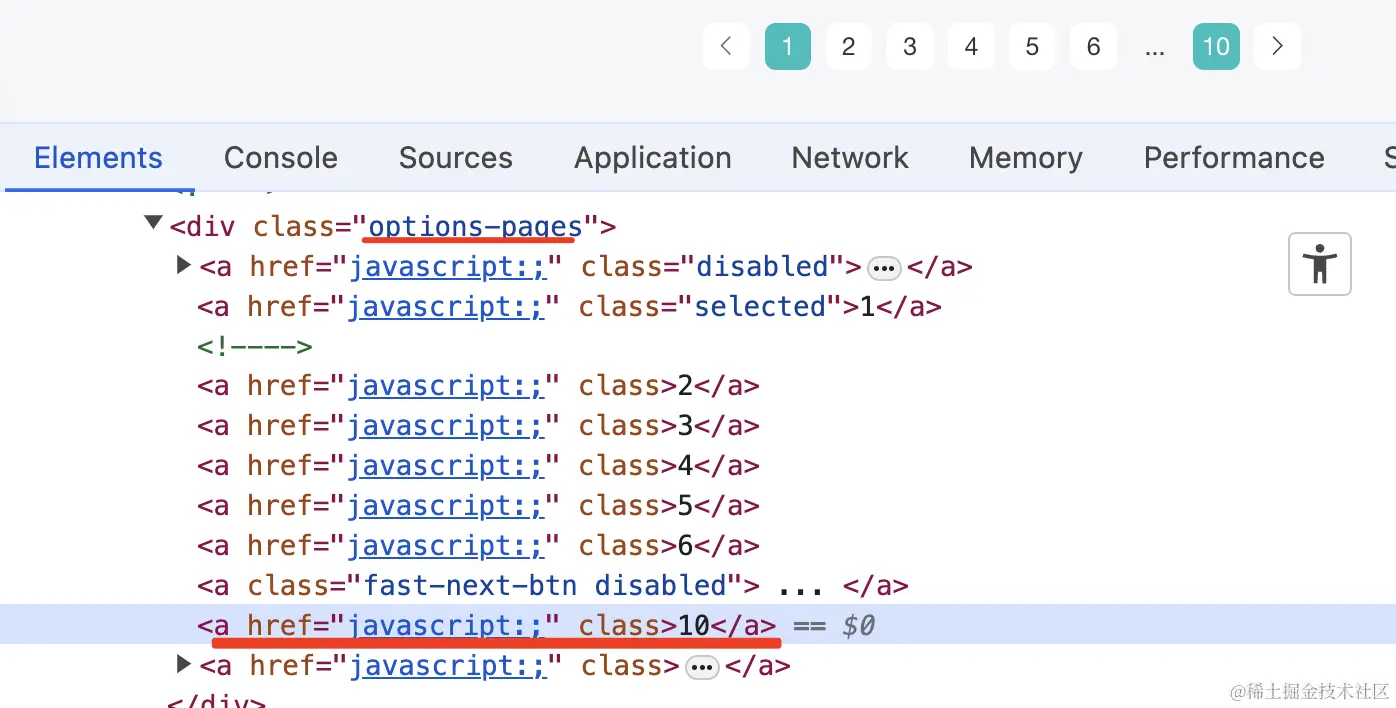 1 2 3 4 5 6 ... 10
Elements Console Sources Application Network Memory Performance S
<div class="options-pages">
<a href="javascript:;" class="disabled">…</a>
<a href="javascript:;" class="selected">1</a>
<!---->
<a href="javascript:;" class>2</a>
<a href="javascript:;" class>3</a>
<a href="javascript:;" class>4</a>
<a href="javascript:;" class>5</a>
<a href="javascript:;" class>6</a>
<a class="fast-next-btn disabled"> ... </a>
<a href="javascript:;" class>10</a> == $0
<a href="javascript:;" class>…</a>
</div>
@稀土掘金技术社区